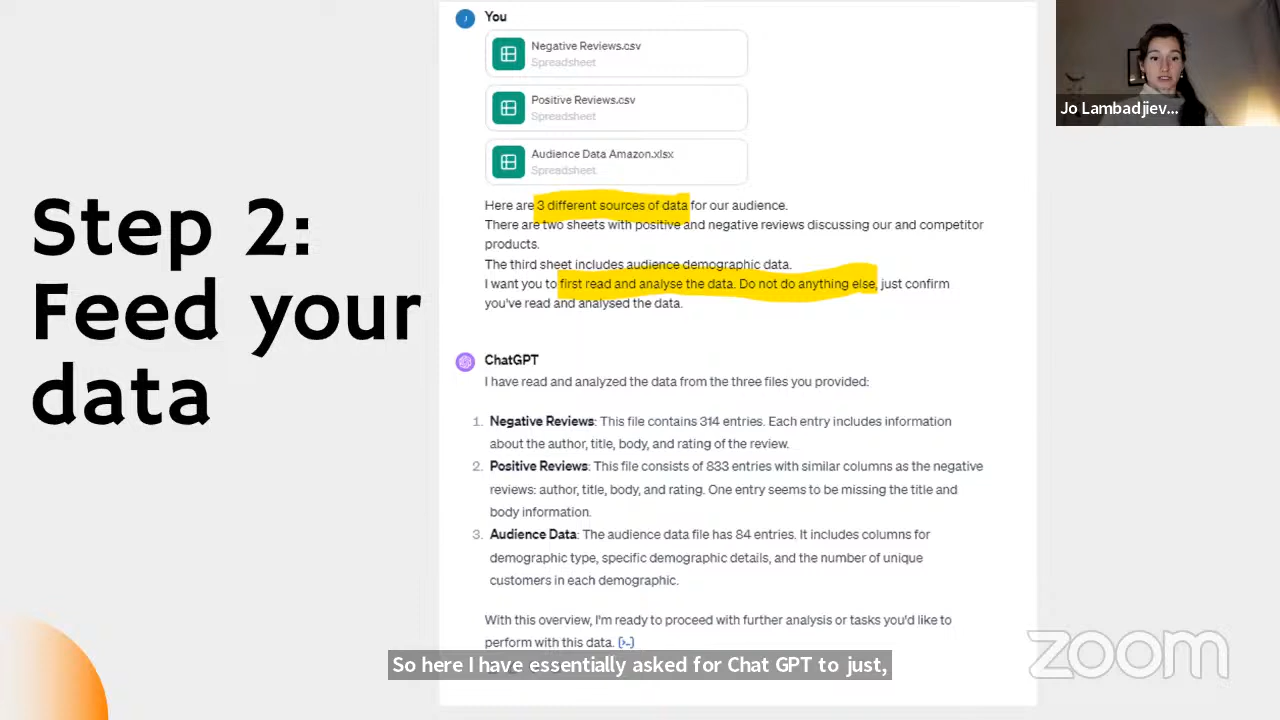 Step 2:
Feed your
data
You
Negative Reviews.csv
Spreadsheet
Positive Reviews.csv
Spreadsheet
Audience Data Amazon.xlsx
Spreadsheet
Here are 3 different sources of data for our audience.
There are two sheets with positive and negative reviews discussing our and competitor
products.
The third sheet includes audience demographic data.
I want you to first read and analyse the data. Do not do anything else, just confirm
you've read and analysed the data.
ChatGPT
I have read and analyzed the data from the three files you provided:
1. Negative Reviews: This file contains 314 entries. Each entry includes information
about the author, title, body, and rating of the review.
2. Positive Reviews: This file consists of 833 entries with similar columns as the negative
reviews: author, title, body, and rating. One entry seems to be missing the title and
body information.
3. Audience Data: The audience data file has 84 entries. It includes columns for
demographic type, specific demographic details, and the number of unique
customers in each demographic.
With this overview, I'm ready to proceed with further analysis or tasks you'd like to
perform with this data. [>-]
So here I have essentially asked for Chat GPT to just,
Jo Lambadjiev...
zoom